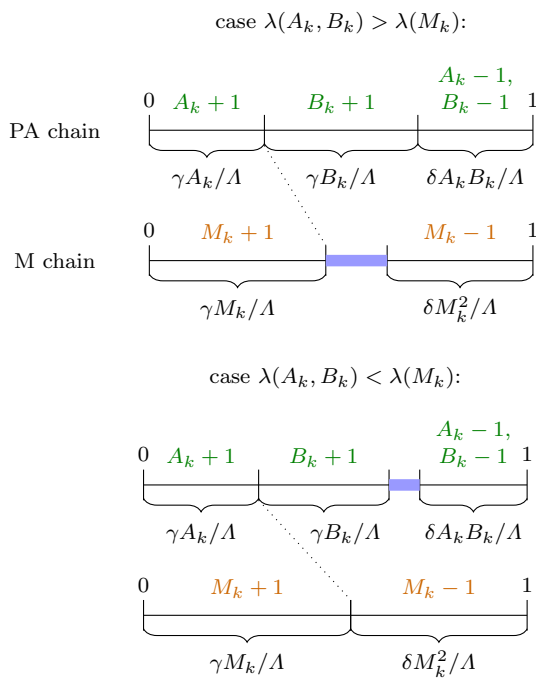 case λ(A_k, B_k) > λ(M_k):
A_k − 1,
0 A_k + 1 B_k + 1 B_k − 1 1
PA chain
γA_k/Λ γB_k/Λ δA_kB_k/Λ
0 M_k + 1 M_k − 1 1
M chain
γM_k/Λ δM_k^2/Λ
case λ(A_k, B_k) < λ(M_k):
A_k − 1,
0 A_k + 1 B_k + 1 B_k − 1 1
γA_k/Λ γB_k/Λ δA_kB_k/Λ
0 M_k + 1 M_k − 1 1
γM_k/Λ δM_k^2/Λ